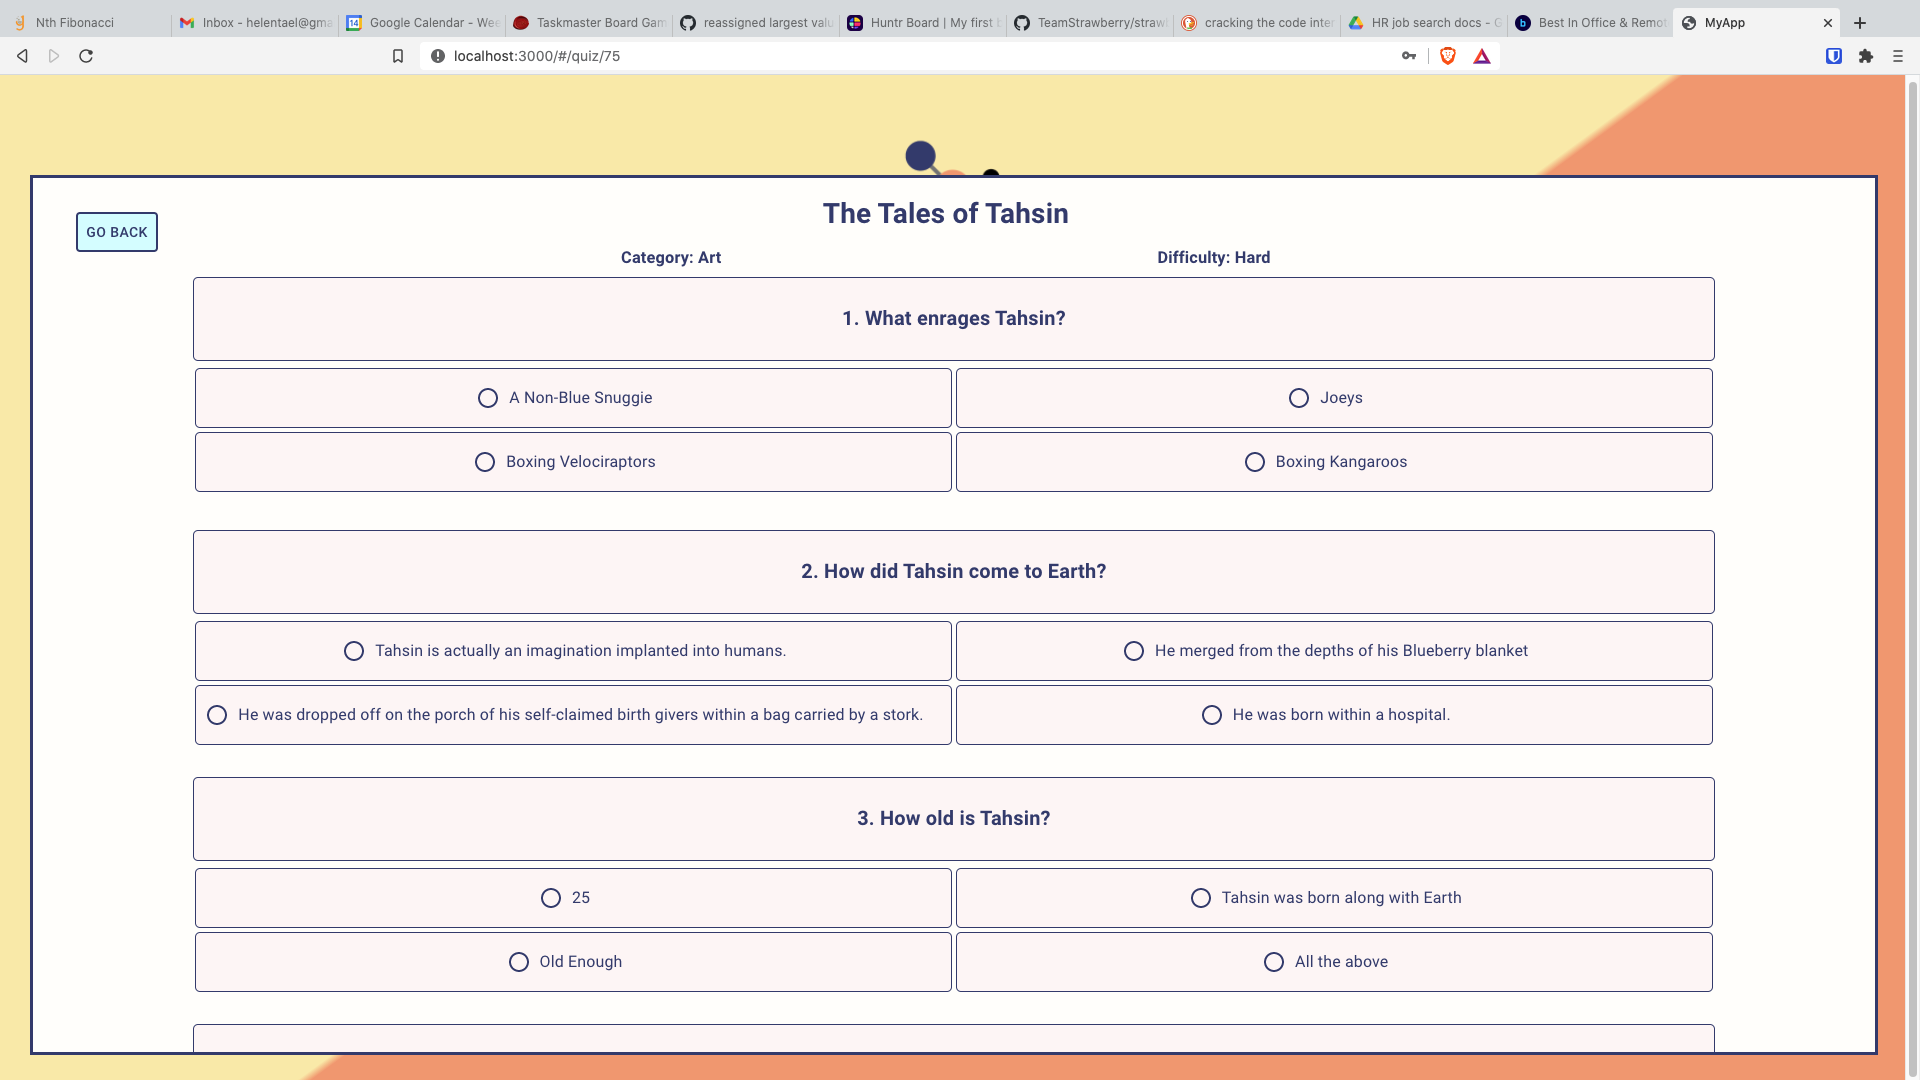 Nth Fibonacci
Inbox - helentael@gma
Google Calendar - Wee
Taskmaster Board Gam
reassigned largest valu
Huntr Board | My first b
TeamStrawberry/straw
cracking the code inter
HR job search docs - G
Best In Office & Remot
MyApp
localhost:3000/#/quiz/75
The Tales of Tahsin
GO BACK
Category: Art
Difficulty: Hard
1. What enrages Tahsin?
A Non-Blue Snuggie
Joeys
Boxing Velociraptors
Boxing Kangaroos
2. How did Tahsin come to Earth?
Tahsin is actually an imagination implanted into humans.
He merged from the depths of his Blueberry blanket
He was dropped off on the porch of his self-claimed birth givers within a bag carried by a stork.
He was born within a hospital.
3. How old is Tahsin?
25
Tahsin was born along with Earth
Old Enough
All the above